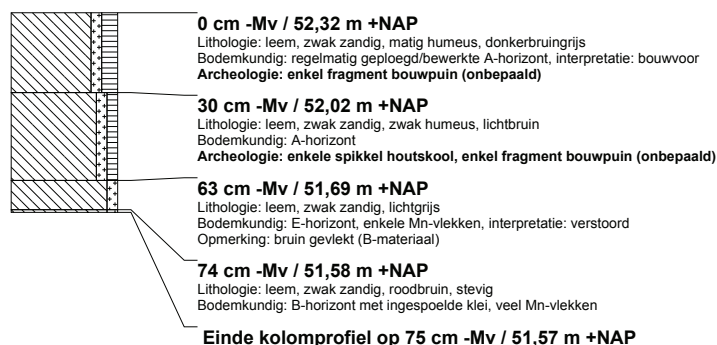 0 cm -Mv / 52,32 m +NAP
Lithologie: leem, zwak zandig, matig humeus, donkerbruingrijs
Bodemkundig: regelmatig geploegd/bewerkte A-horizont, interpretatie: bouwvoor
Archeologie: enkel fragment bouwpuin (onbepaald)
30 cm -Mv / 52,02 m +NAP
Lithologie: leem, zwak zandig, zwak humeus, lichtbruin
Bodemkundig: A-horizont
Archeologie: enkele spikkel houtskool, enkel fragment bouwpuin (onbepaald)
63 cm -Mv / 51,69 m +NAP
Lithologie: leem, zwak zandig, lichtgrijs
Bodemkundig: E-horizont, enkele Mn-vlekken, interpretatie: verstoord
Opmerking: bruin gevlekt (B-materiaal)
74 cm -Mv / 51,58 m +NAP
Lithologie: leem, zwak zandig, roodbruin, stevig
Bodemkundig: B-horizont met ingespoelde klei, veel Mn-vlekken
Einde kolomprofiel op 75 cm -Mv / 51,57 m +NAP